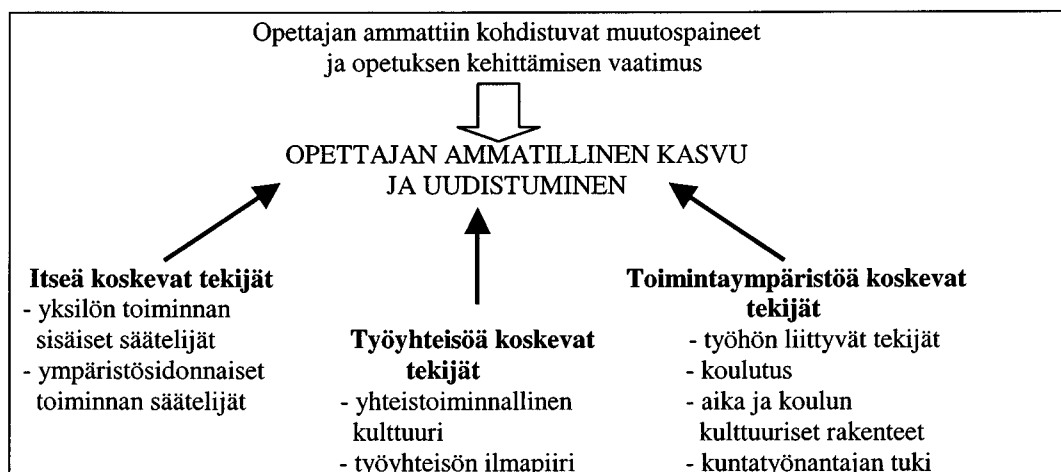 Opettajan ammattiin kohdistuvat muutospaineet
ja opetuksen kehittämisen vaatimus
OPETTAJAN AMMATILLINEN KASVU
JA UUDISTUMINEN
Itseä koskevat tekijät
- yksilön toiminnan
sisäiset säätelijät
- ympäristösidonnaiset
toiminnan säätelijät
Työyhteisöä koskevat
tekijät
- yhteistoiminnallinen
kulttuuri
- työyhteisön ilmapiiri
Toimintaympäristöä koskevat
tekijät
- työhön liittyvät tekijät
- koulutus
- aika ja koulun
kulttuuriset rakenteet
- kuntatyönantajan tuki